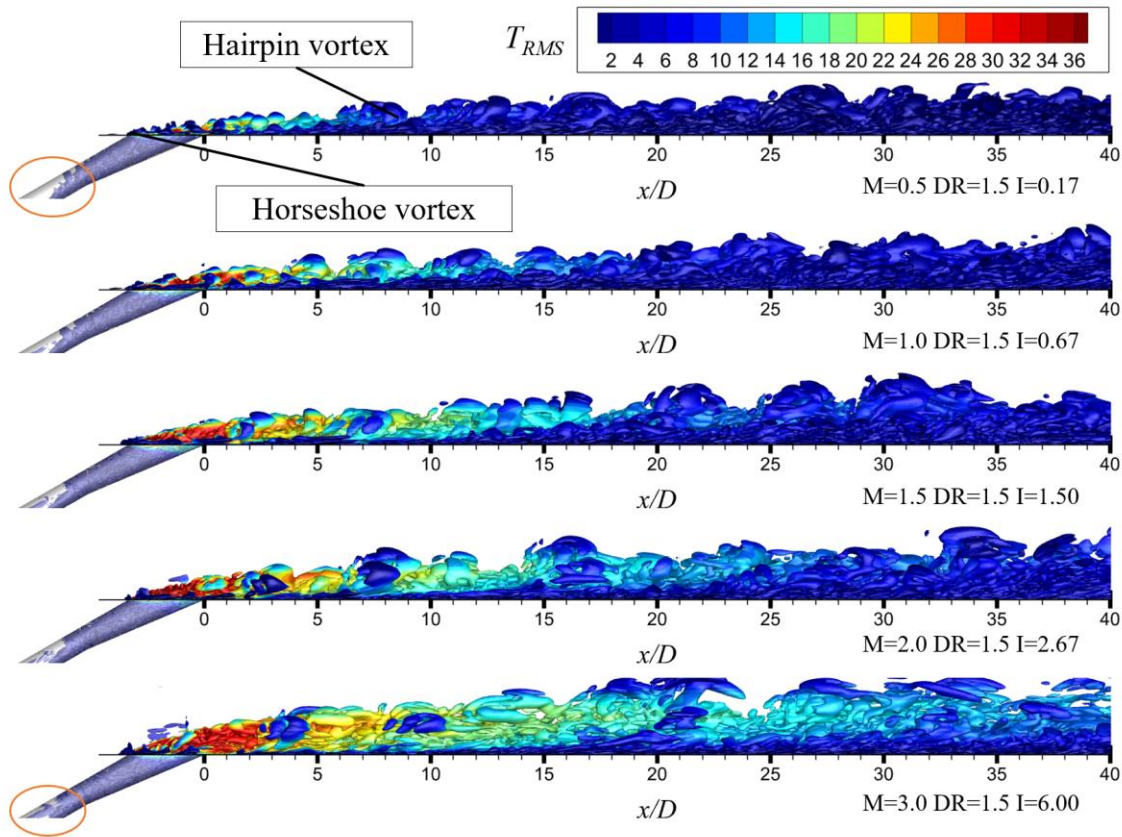 Hairpin vortex
T_RMS
2 4 6 8 10 12 14 16 18 20 22 24 26 28 30 32 34 36
0 5 10 15 20 25 30 35 40
Horseshoe vortex
x/D
M=0.5 DR=1.5 I=0.17
0 5 10 15 20 25 30 35 40
x/D
M=1.0 DR=1.5 I=0.67
0 5 10 15 20 25 30 35 40
x/D
M=1.5 DR=1.5 I=1.50
0 5 10 15 20 25 30 35 40
x/D
M=2.0 DR=1.5 I=2.67
0 5 10 15 20 25 30 35 40
x/D
M=3.0 DR=1.5 I=6.00